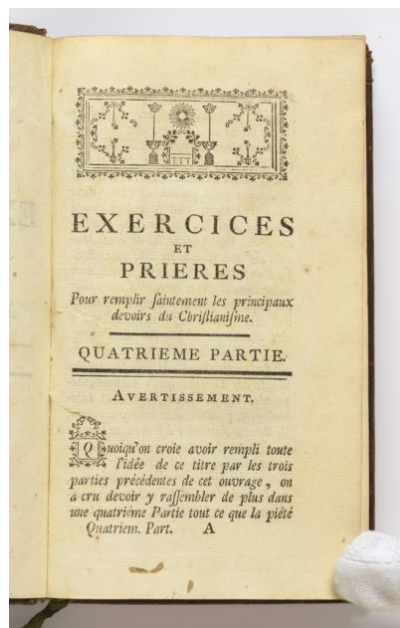 EXERCICES
ET
PRIERES
Pour remplir ſaintement les principaux
devoirs du Chriſtianiſme.
QUATRIEME PARTIE.
AVERTISSEMENT.
Quoiqu'on croie avoir rempli toute
l'idée de ce titre par les trois
parties précédentes de cet ouvrage, on
a cru devoir y raſſembler de plus dans
une quatriéme Partie tout ce que la piété
Quatriem. Part. A